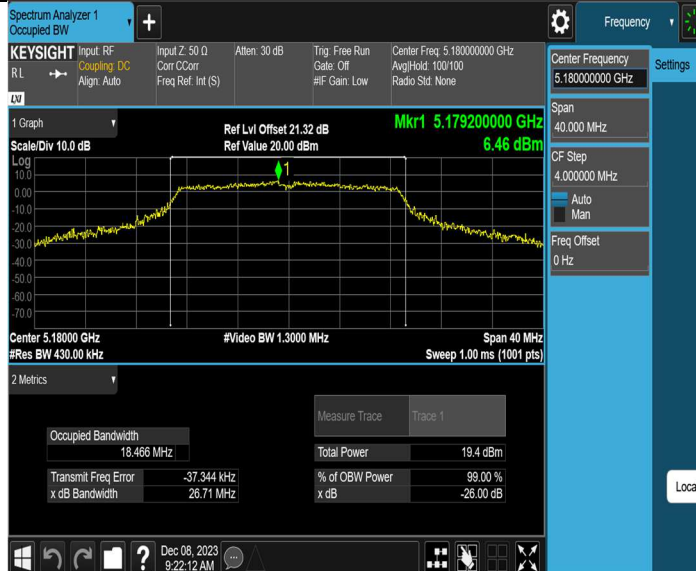 Spectrum Analyzer 1
Occupied BW
+
Frequency
KEYSIGHT
RL
LXI
Input: RF
Coupling: DC
Align: Auto
Input Z: 50 Ω
Corr CCorr
Freq Ref: Int (S)
Atten: 30 dB
Trig: Free Run
Gate: Off
#IF Gain: Low
Center Freq: 5.180000000 GHz
Avg|Hold: 100/100
Radio Std: None
Center Frequency
5.180000000 GHz
Settings
Span
40.000 MHz
CF Step
4.000000 MHz
Auto
Man
Freq Offset
0 Hz
1 Graph
Scale/Div 10.0 dB
Ref Lvl Offset 21.32 dB
Ref Value 20.00 dBm
Mkr1 5.179200000 GHz
6.46 dBm
Log
10.0
0.00
-10.0
-20.0
-30.0
-40.0
-50.0
-60.0
-70.0
1
Center 5.18000 GHz
#Res BW 430.00 kHz
#Video BW 1.3000 MHz
Span 40 MHz
Sweep 1.00 ms (1001 pts)
2 Metrics
Measure Trace
Trace 1
Occupied Bandwidth
18.466 MHz
Total Power
19.4 dBm
Transmit Freq Error
-37.344 kHz
% of OBW Power
99.00 %
x dB Bandwidth
26.71 MHz
x dB
-26.00 dB
Loca
?
Dec 08, 2023
9:22:12 AM